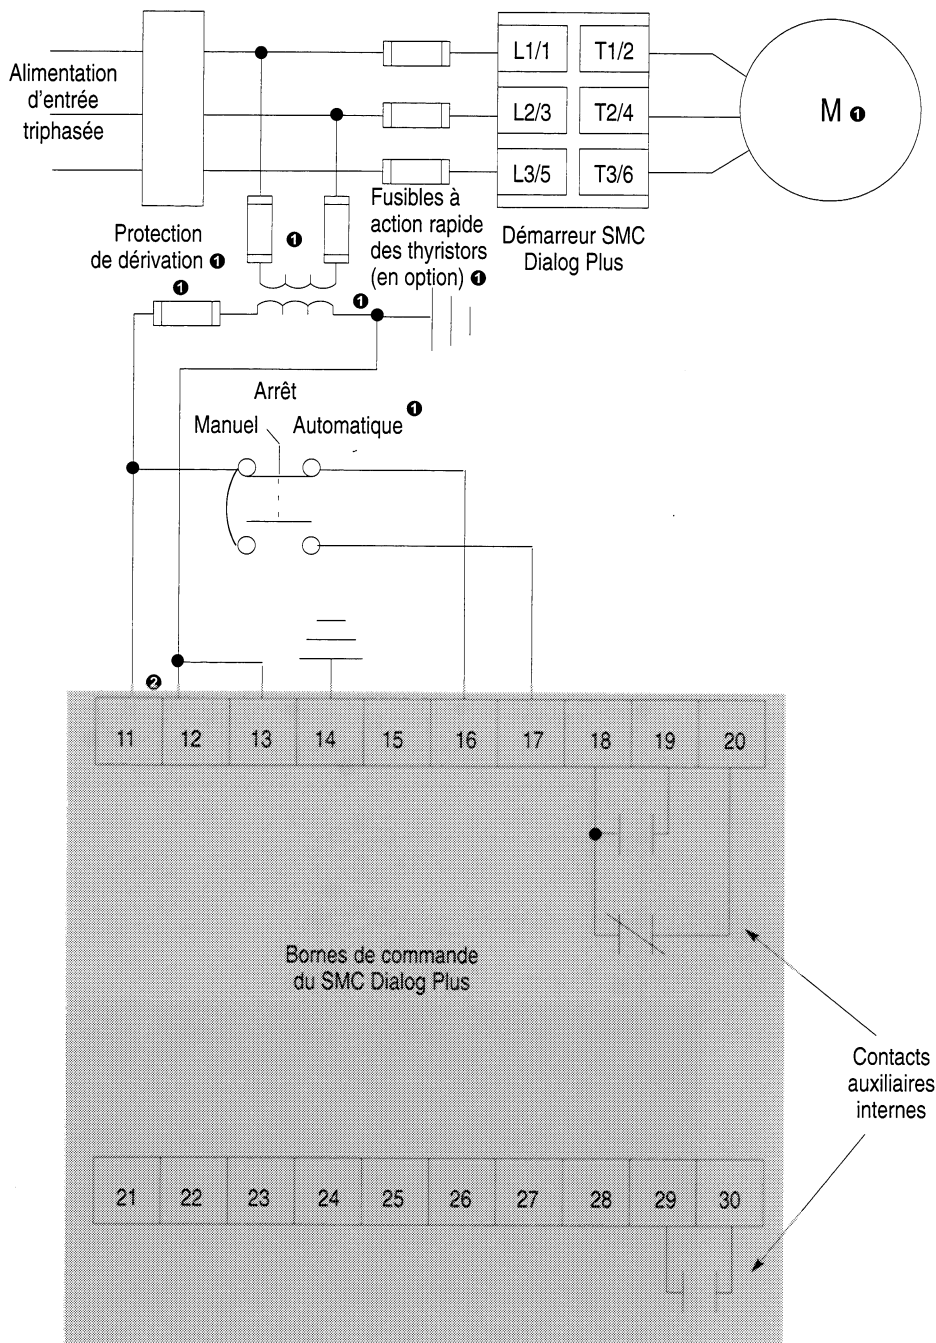 Alimentation
d'entrée
triphasée
L1/1 T1/2
L2/3 T2/4
L3/5 T3/6
M ❶
Protection
de dérivation ❶
❶
❶
Fusibles à
action rapide
des thyristors
(en option) ❶
Démarreur SMC
Dialog Plus
❶
Arrêt
Manuel Automatique ❶
❷
11 12 13 14 15 16 17 18 19 20
Bornes de commande
du SMC Dialog Plus
Contacts
auxiliaires
internes
21 22 23 24 25 26 27 28 29 30